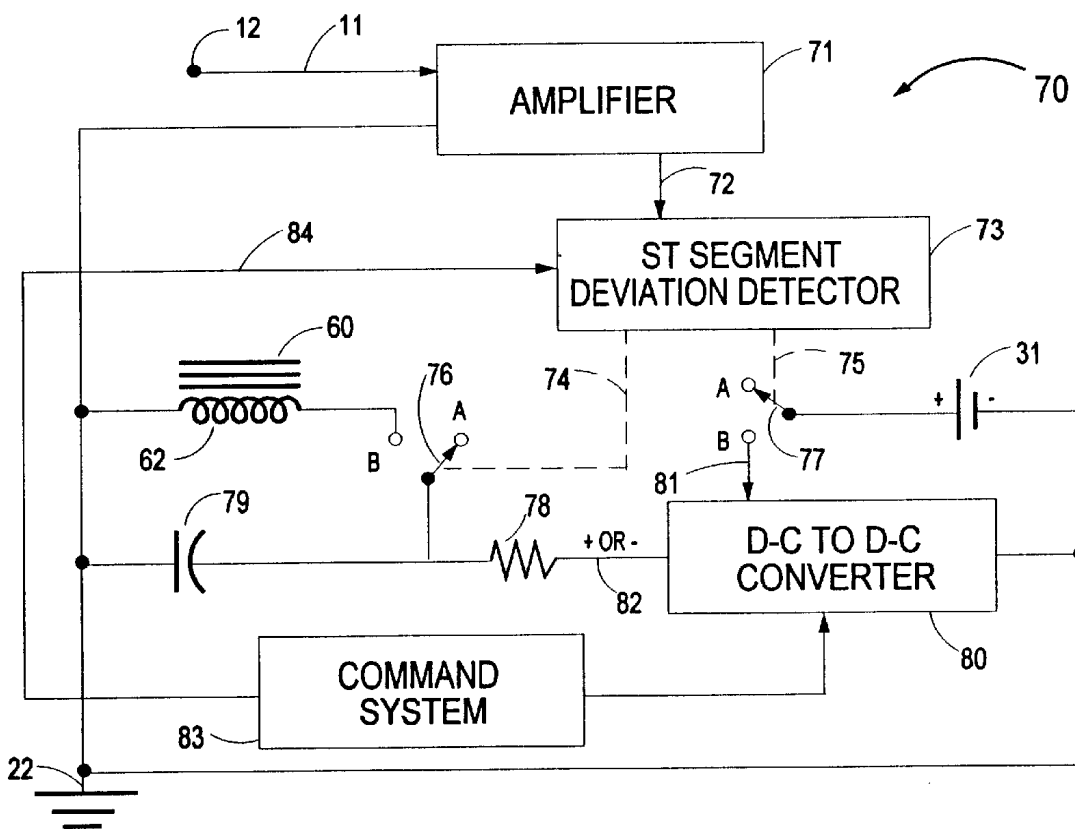 12
11
71
AMPLIFIER
70
72
84
73
ST SEGMENT
DEVIATION DETECTOR
60
76
74
75
31
A
A
+
-
B
B
62
77
81
79
78
+ OR -
82
D-C TO D-C
CONVERTER
80
COMMAND
SYSTEM
83
22